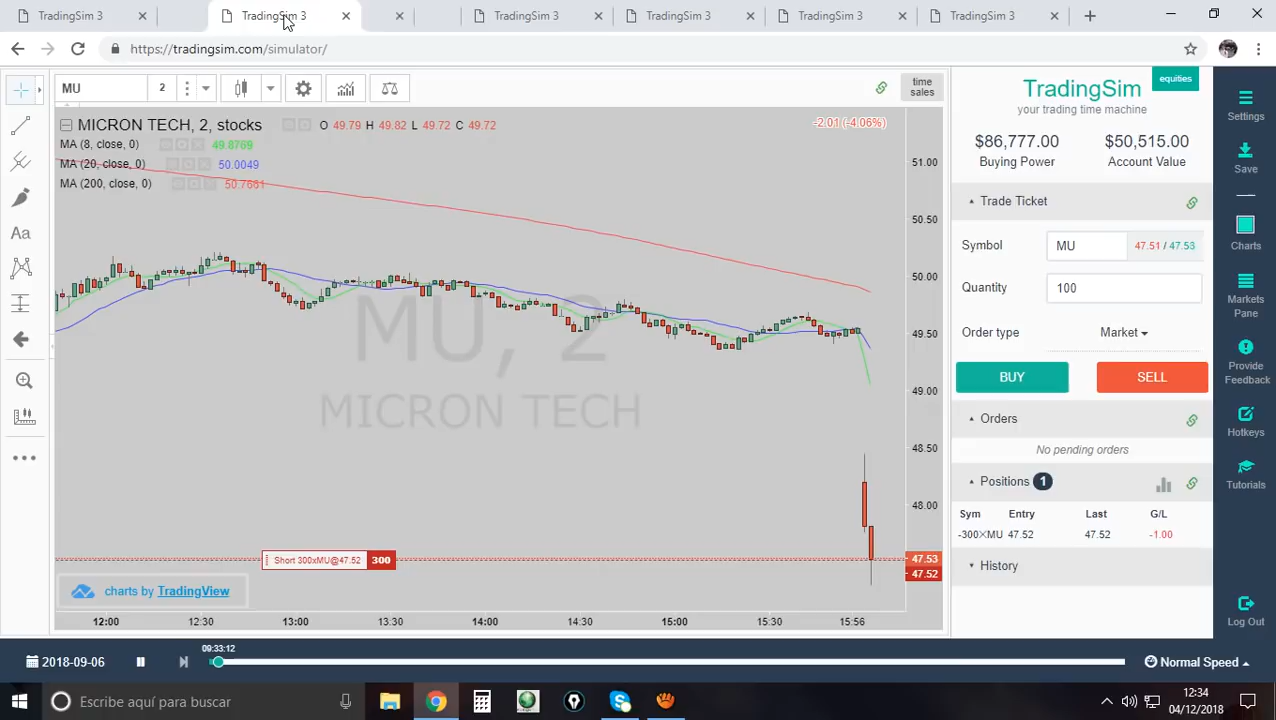 TradingSim 3
TradingSim 3
TradingSim 3
TradingSim 3
TradingSim 3
TradingSim 3
https://tradingsim.com/simulator/
MU
2
time
sales
MICRON TECH, 2, stocks
O 49.79 H 49.82 L 49.72 C 49.72
-2.01 (-4.06%)
MA (8, close, 0)
49.8769
MA (20, close, 0)
50.0049
MA (200, close, 0)
50.7661
MU, 2
MICRON TECH
51.00
50.50
50.00
49.50
49.00
48.50
48.00
47.53
47.52
Short 300xMU@47.52
300
charts by TradingView
12:00
12:30
13:00
13:30
14:00
14:30
15:00
15:30
15:56
Aa
equities
TradingSim
your trading time machine
$86,777.00
Buying Power
$50,515.00
Account Value
Trade Ticket
Symbol
MU
47.51 / 47.53
Quantity
100
Order type
Market
BUY
SELL
Orders
No pending orders
Positions 1
Sym Entry Last G/L
-300×MU 47.52 47.52 -1.00
History
Settings
Save
Charts
Markets
Pane
Provide
Feedback
Hotkeys
Tutorials
Log Out
2018-09-06
09:33:12
Normal Speed
Escribe aquí para buscar
12:34
04/12/2018